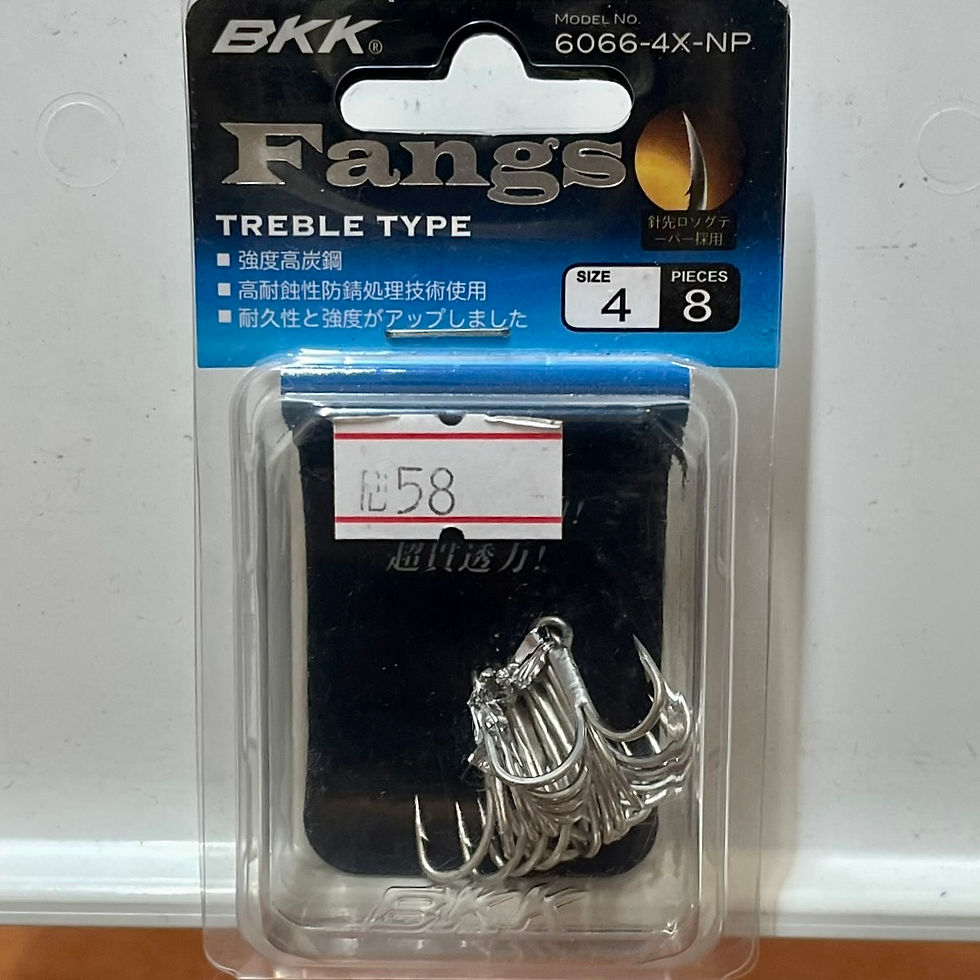 BKK®
MODEL NO.
6066-4X-NP
Fangs
TREBLE TYPE
針先ロングテ
ーパー採用
■ 強度高炭鋼
■ 高耐蝕性防錆処理技術使用
■ 耐久性と強度がアップしました
SIZE
4
PIECES
8
58
超貫透力!
BKK